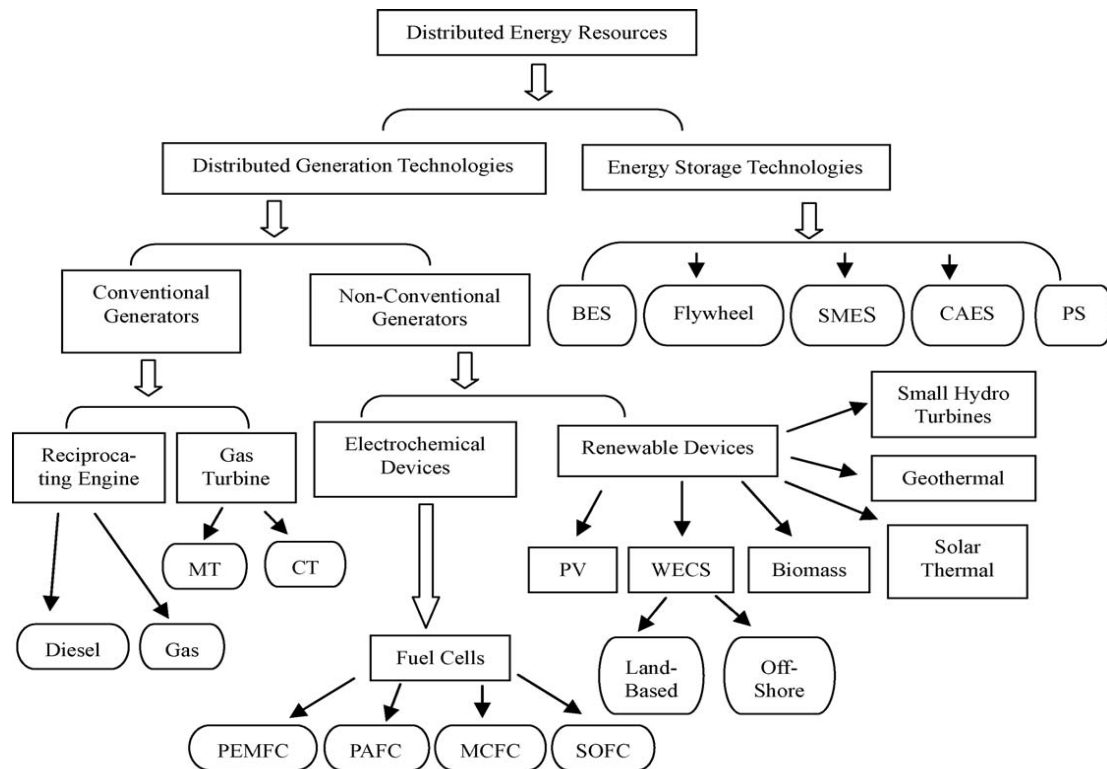 Distributed Energy Resources
Distributed Generation Technologies
Energy Storage Technologies
Conventional
Generators
Non-Conventional
Generators
BES
Flywheel
SMES
CAES
PS
Small Hydro
Turbines
Reciproca-
ting Engine
Gas
Turbine
Electrochemical
Devices
Renewable Devices
Geothermal
MT
CT
PV
WECS
Biomass
Solar
Thermal
Diesel
Gas
Fuel Cells
Land-
Based
Off-
Shore
PEMFC
PAFC
MCFC
SOFC